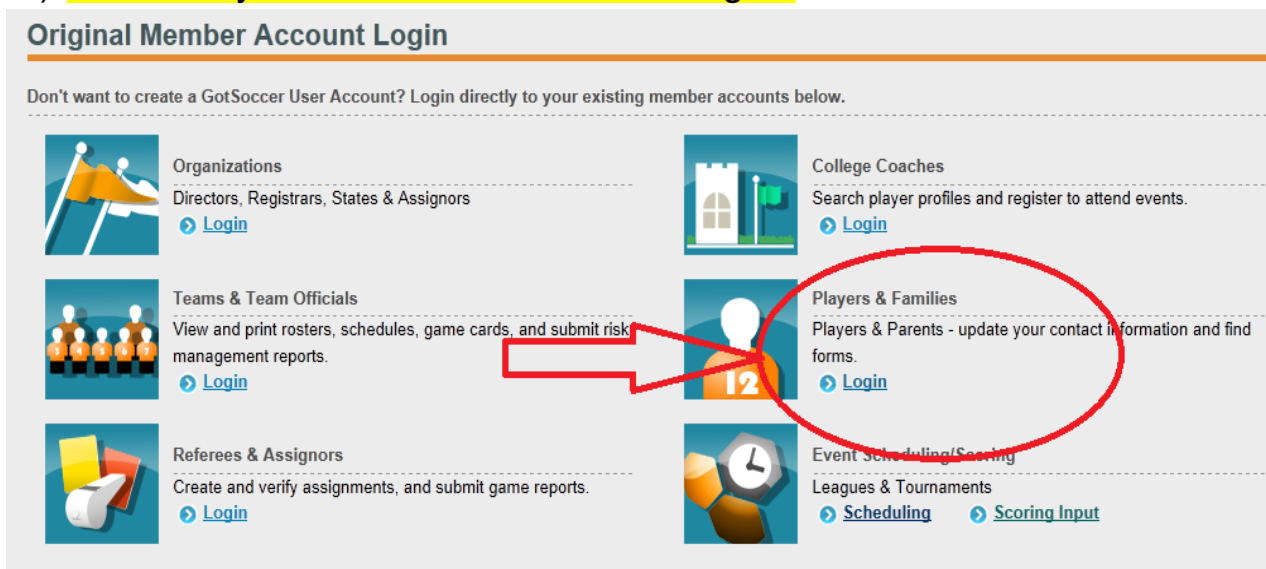 Original Member Account Login
Don't want to create a GotSoccer User Account? Login directly to your existing member accounts below.
Organizations
Directors, Registrars, States & Assignors
Login
College Coaches
Search player profiles and register to attend events.
Login
Teams & Team Officials
View and print rosters, schedules, game cards, and submit risk
management reports.
Login
Players & Families
Players & Parents - update your contact information and find
forms.
Login
12
Referees & Assignors
Create and verify assignments, and submit game reports.
Login
Event Scheduling/Scoring
Leagues & Tournaments
Scheduling Scoring Input